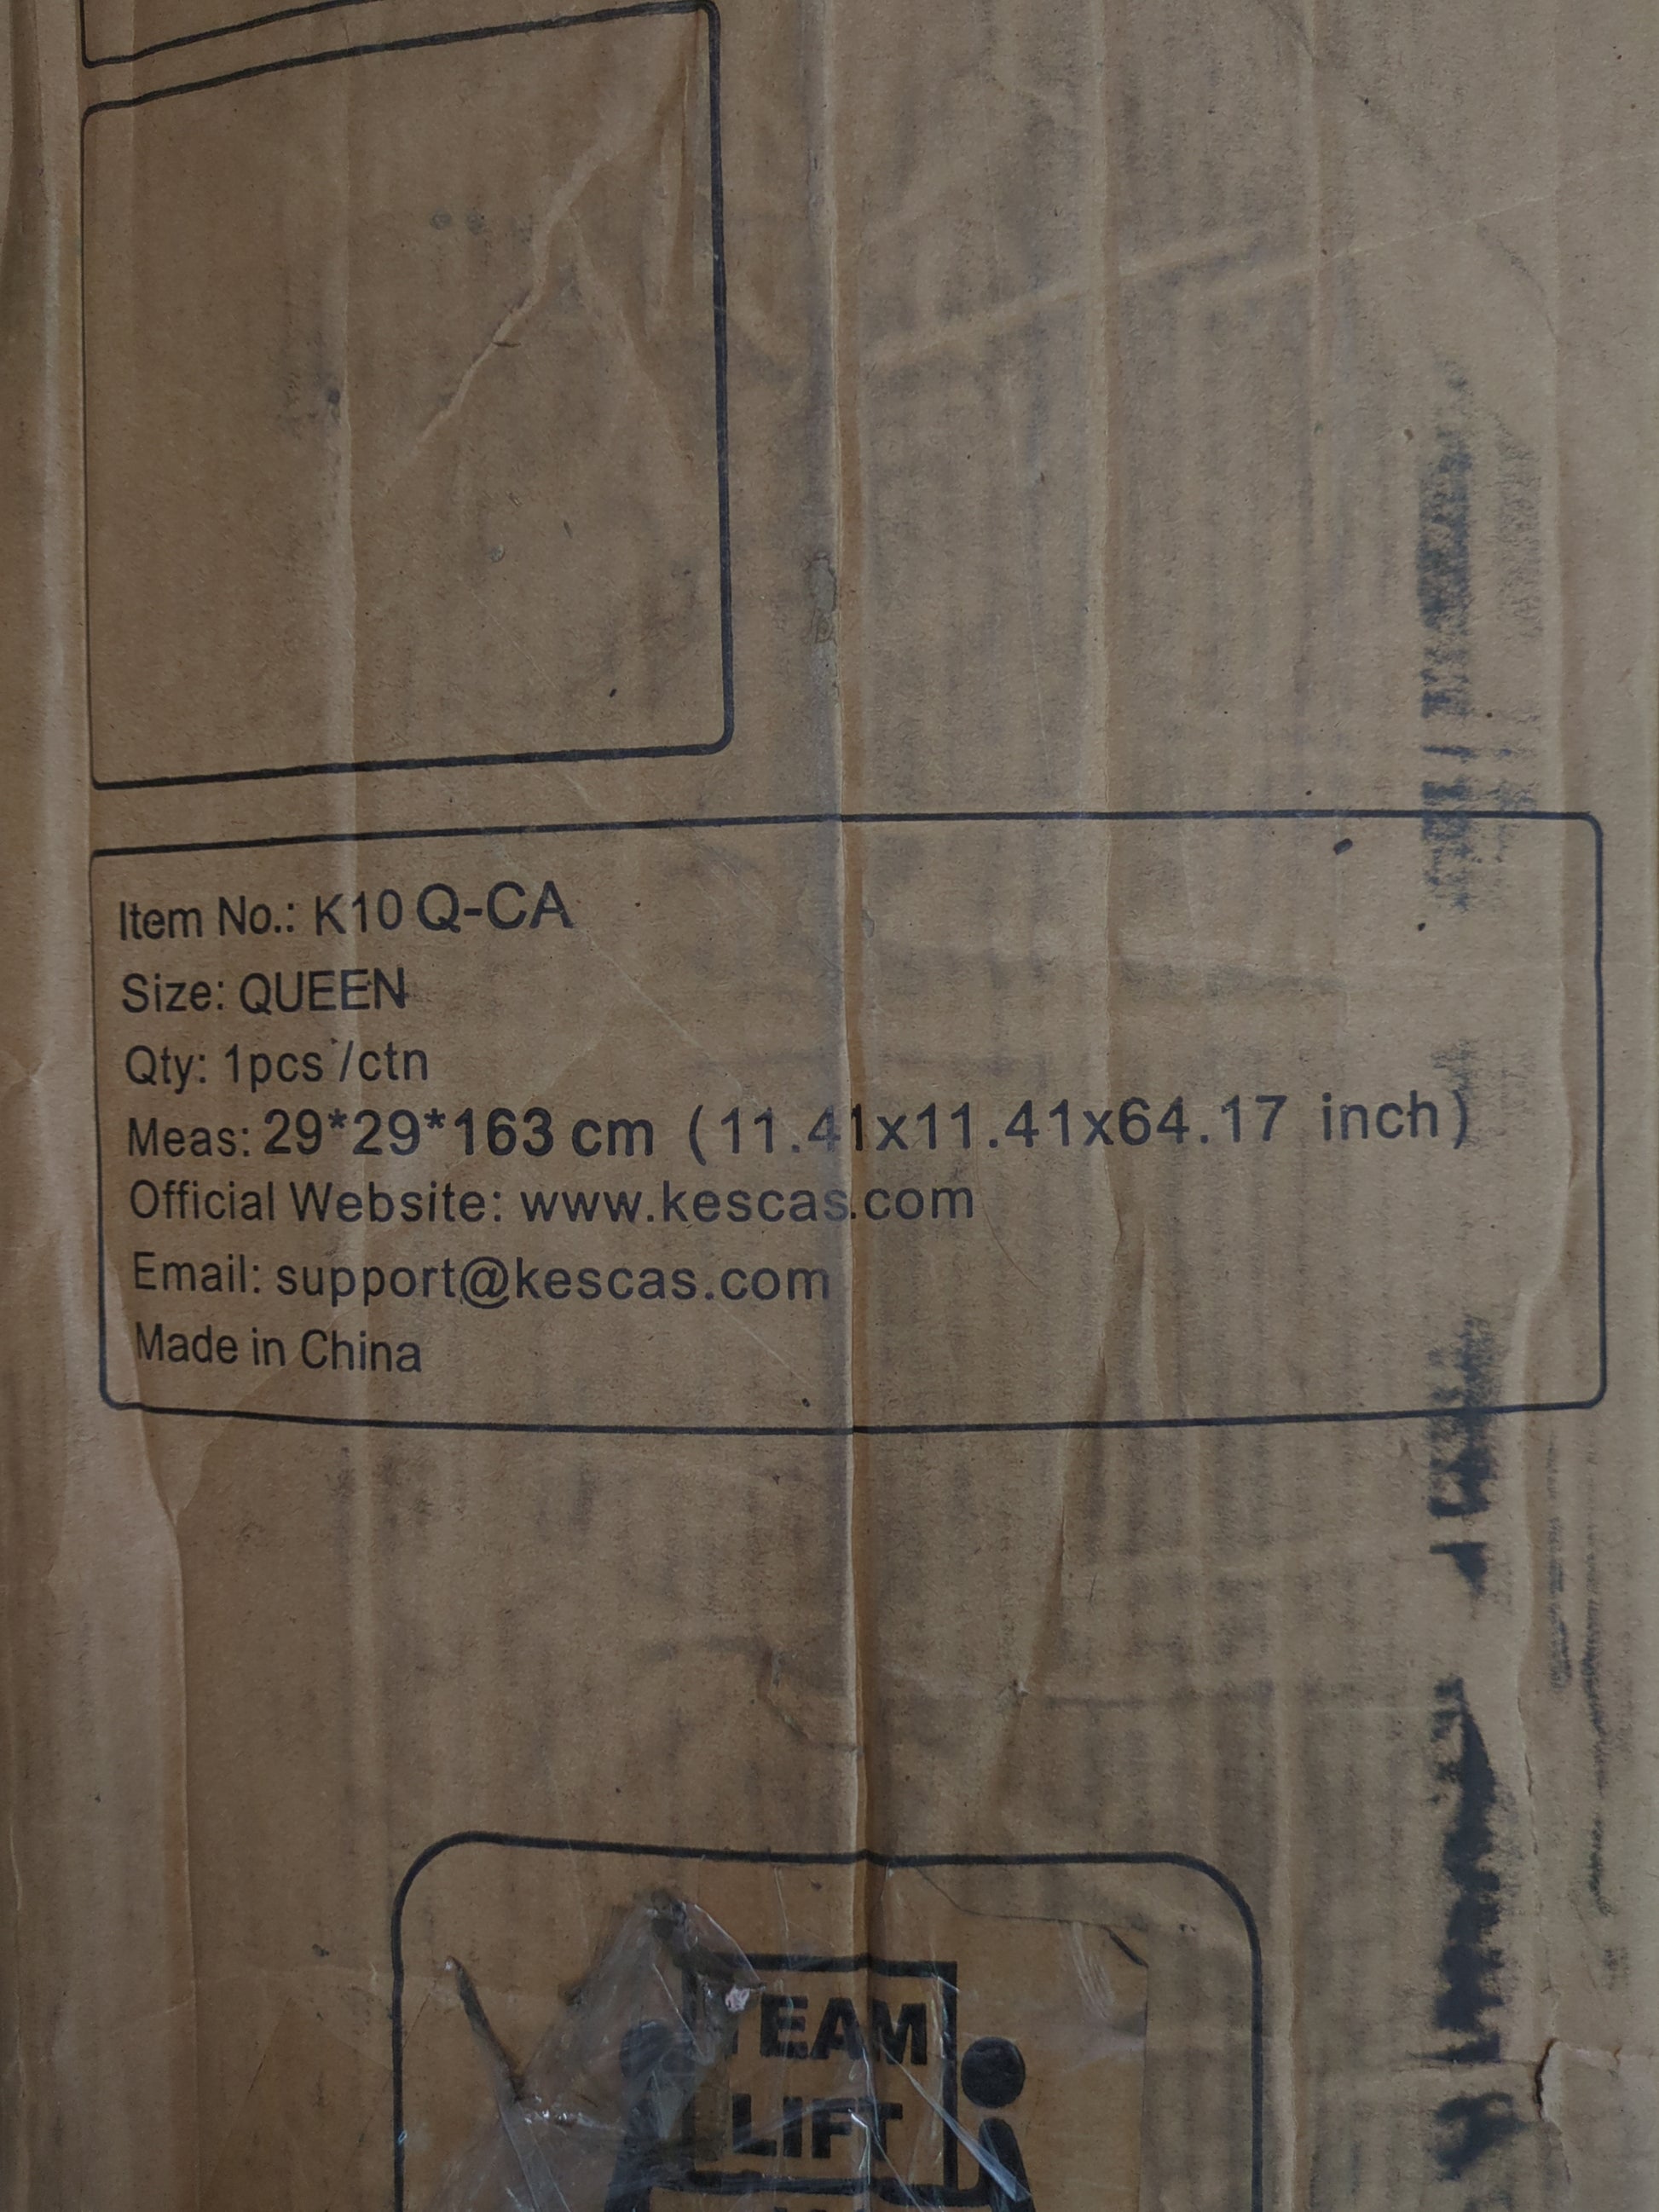 Item No.: K10 Q-CA
Size: QUEEN
Qty: 1pcs /ctn
Meas: 29*29*163 cm (11.41x11.41x64.17 inch)
Official Website: www.kescas.com
Email: support@kescas.com
Made in China
TEAM
LIFT